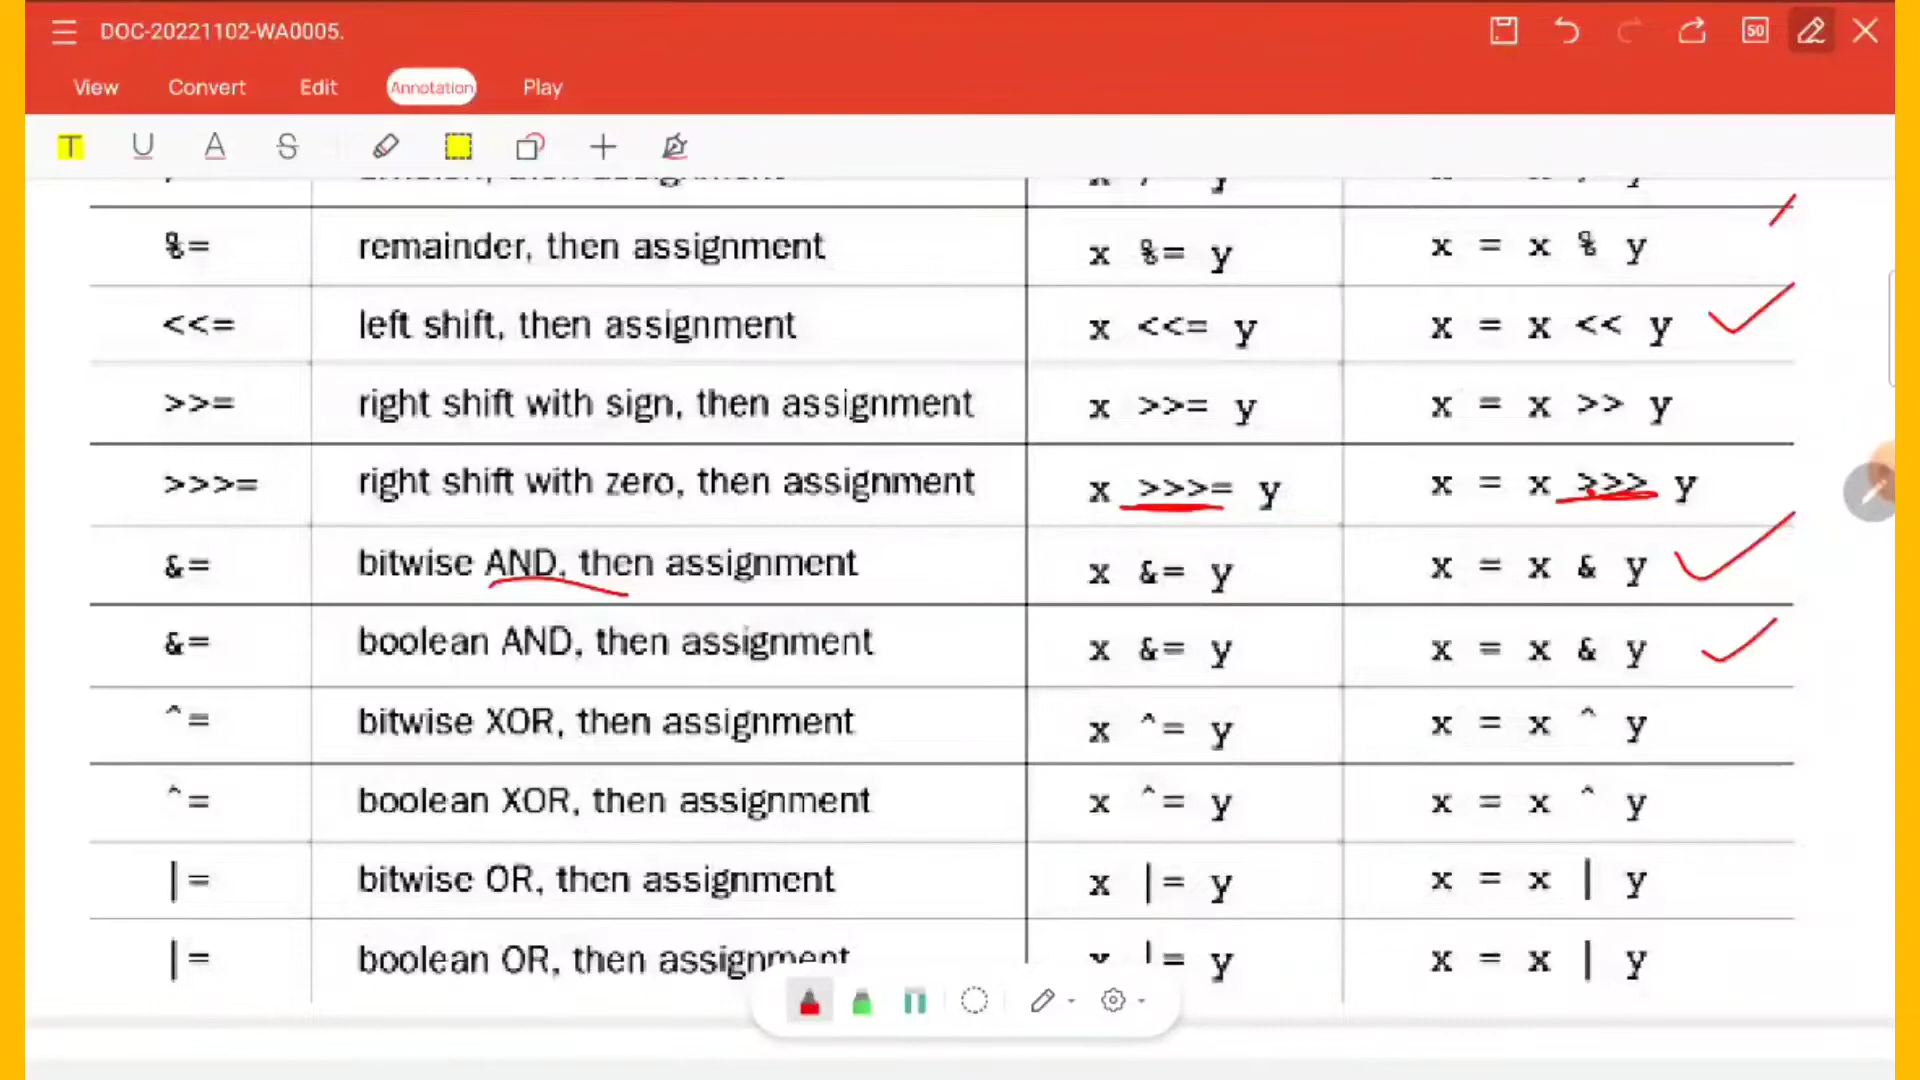 DOC-20221102-WA0005.
50
View Convert Edit Annotation Play
T U A S
%= remainder, then assignment x %= y x = x % y
<<= left shift, then assignment x <<= y x = x << y
>>= right shift with sign, then assignment x >>= y x = x >> y
>>>= right shift with zero, then assignment x >>>= y x = x >>> y
&= bitwise AND, then assignment x &= y x = x & y
&= boolean AND, then assignment x &= y x = x & y
^= bitwise XOR, then assignment x ^= y x = x ^ y
^= boolean XOR, then assignment x ^= y x = x ^ y
|= bitwise OR, then assignment x |= y x = x | y
|= boolean OR, then assignment x |= y x = x | y